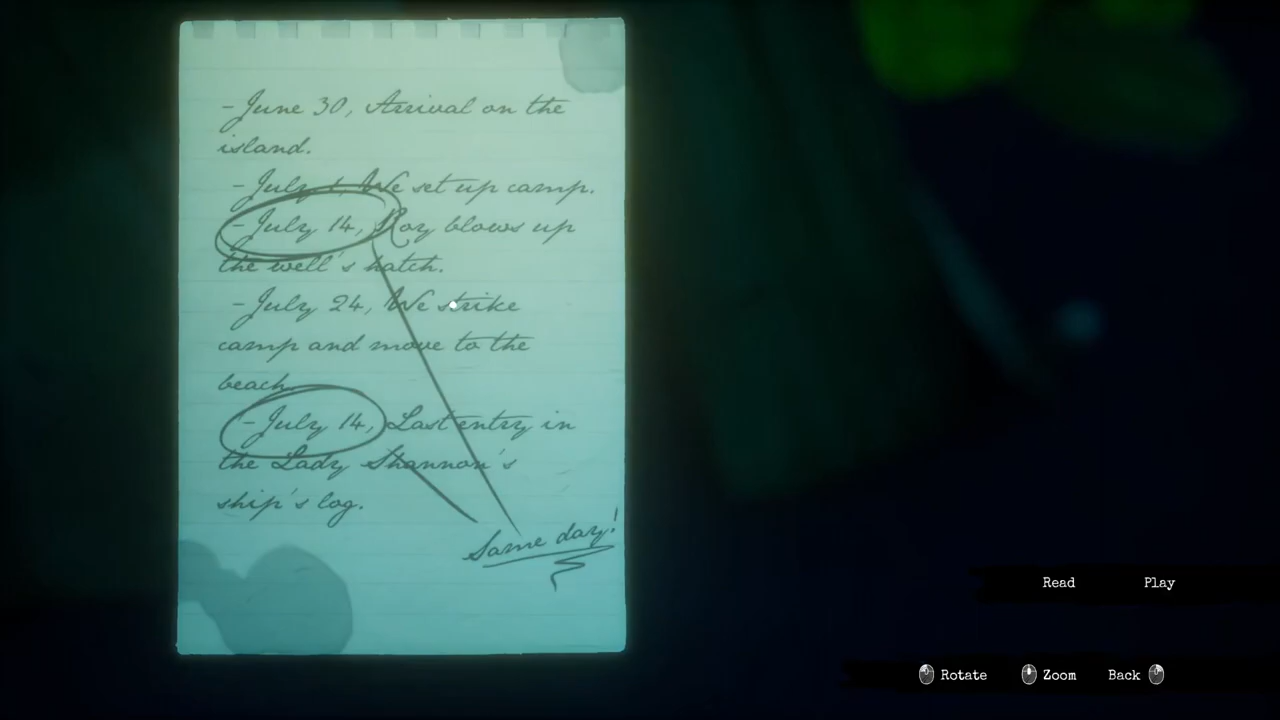 - June 30, Arrival on the
island.
- July 1, We set up camp.
- July 14, Roy blows up
the well's hatch.
- July 24, We strike
camp and move to the
beach.
- July 14, Last entry in
the Lady Shannon's
ship's log.
Same day!
Read Play
Rotate Zoom Back